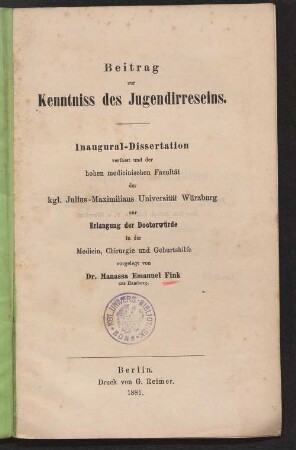 Beitrag
zur
Kenntniss des Jugendirreseins.
Inaugural-Dissertation
verfasst und der
hohen medicinischen Facultät
der
kgl. Julius-Maximilians Universität Würzburg
zur
Erlangung der Doctorwürde
in der
Medicin, Chirurgie und Geburtshilfe
vorgelegt von
Dr. Manassa Emanuel Fink
aus Hamburg.
Berlin.
Druck von G. Reimer.
1881.